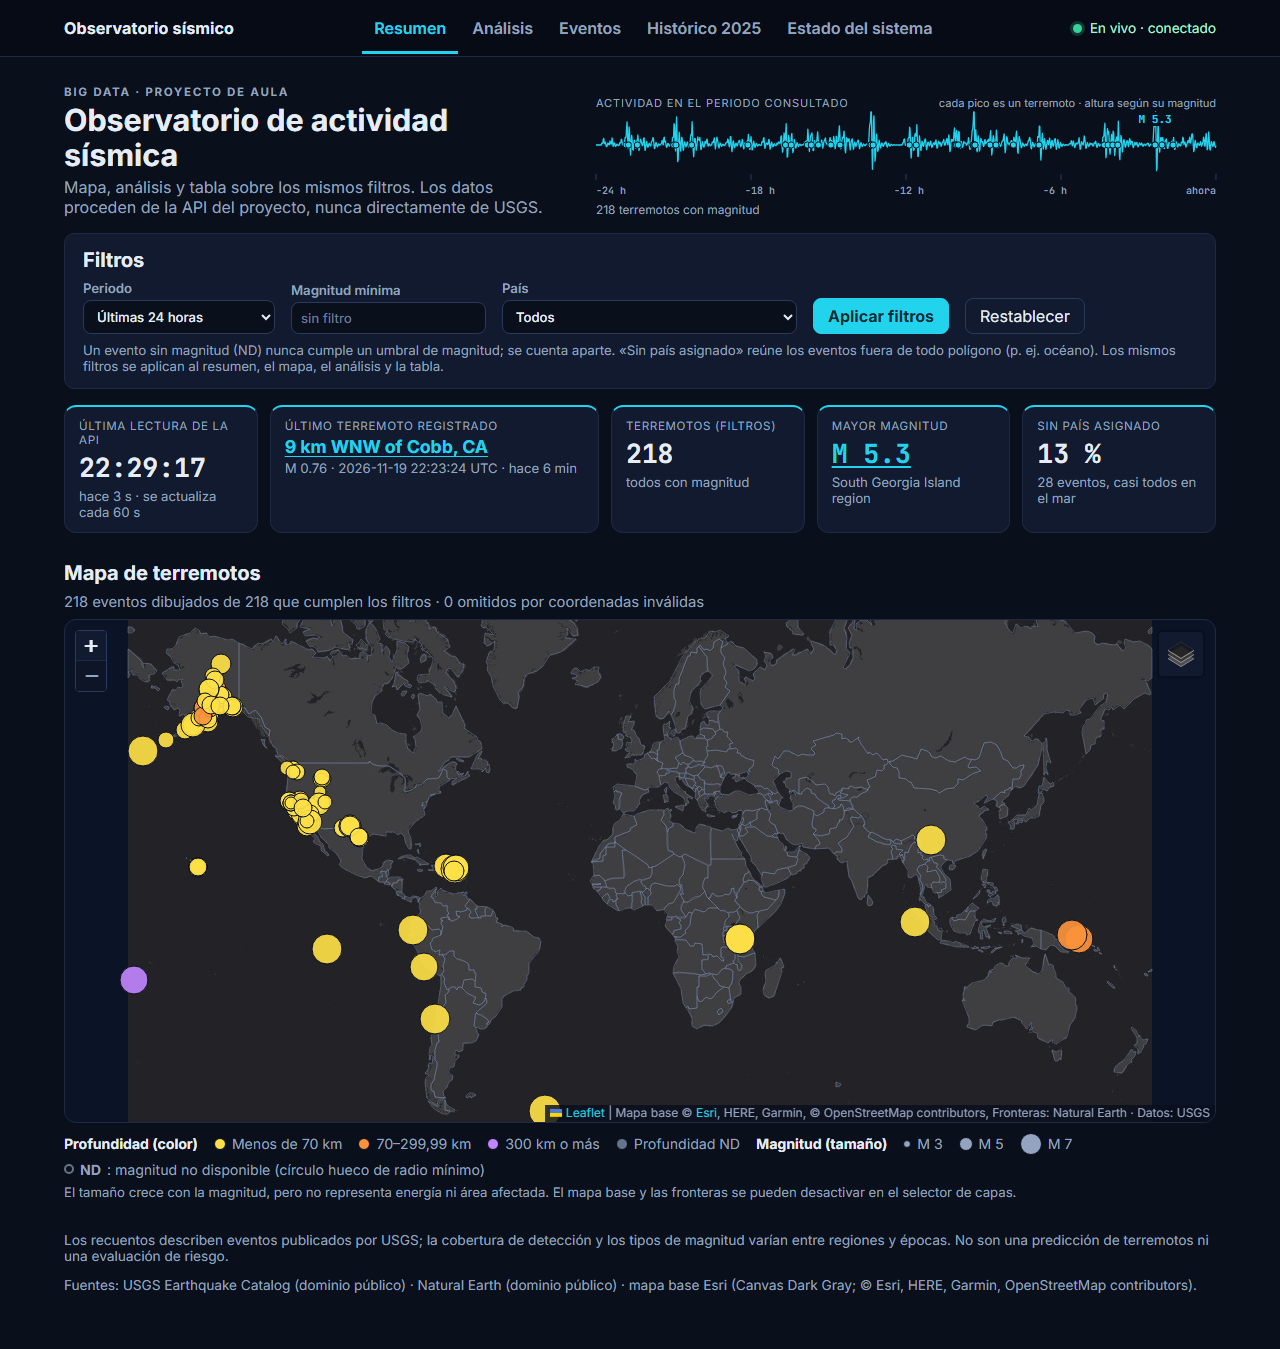 Observatorio sísmico
Resumen
Análisis
Eventos
Histórico 2025
Estado del sistema
En vivo · conectado
BIG DATA · PROYECTO DE AULA
Observatorio de actividad
sísmica
Mapa, análisis y tabla sobre los mismos filtros. Los datos
proceden de la API del proyecto, nunca directamente de USGS.
ACTIVIDAD EN EL PERIODO CONSULTADO
cada pico es un terremoto · altura según su magnitud
M 5.3
-24 h
-18 h
-12 h
-6 h
ahora
218 terremotos con magnitud
Filtros
Periodo
Magnitud mínima
País
Últimas 24 horas
sin filtro
Todos
Aplicar filtros
Restablecer
Un evento sin magnitud (ND) nunca cumple un umbral de magnitud; se cuenta aparte. «Sin país asignado» reúne los eventos fuera de todo polígono (p. ej. océano). Los mismos
filtros se aplican al resumen, el mapa, el análisis y la tabla.
ÚLTIMA LECTURA DE LA
API
22:29:17
hace 3 s · se actualiza
cada 60 s
ÚLTIMO TERREMOTO REGISTRADO
9 km WNW of Cobb, CA
M 0.76 · 2026-11-19 22:23:24 UTC · hace 6 min
TERREMOTOS (FILTROS)
218
todos con magnitud
MAYOR MAGNITUD
M 5.3
South Georgia Island
region
SIN PAÍS ASIGNADO
13 %
28 eventos, casi todos en
el mar
Mapa de terremotos
218 eventos dibujados de 218 que cumplen los filtros · 0 omitidos por coordenadas inválidas
+
−
Leaflet | Mapa base © Esri, HERE, Garmin, © OpenStreetMap contributors, Fronteras: Natural Earth · Datos: USGS
Profundidad (color)
Menos de 70 km
70–299,99 km
300 km o más
Profundidad ND
Magnitud (tamaño)
M 3
M 5
M 7
ND : magnitud no disponible (círculo hueco de radio mínimo)
El tamaño crece con la magnitud, pero no representa energía ni área afectada. El mapa base y las fronteras se pueden desactivar en el selector de capas.
Los recuentos describen eventos publicados por USGS; la cobertura de detección y los tipos de magnitud varían entre regiones y épocas. No son una predicción de terremotos ni
una evaluación de riesgo.
Fuentes: USGS Earthquake Catalog (dominio público) · Natural Earth (dominio público) · mapa base Esri (Canvas Dark Gray; © Esri, HERE, Garmin, OpenStreetMap contributors).